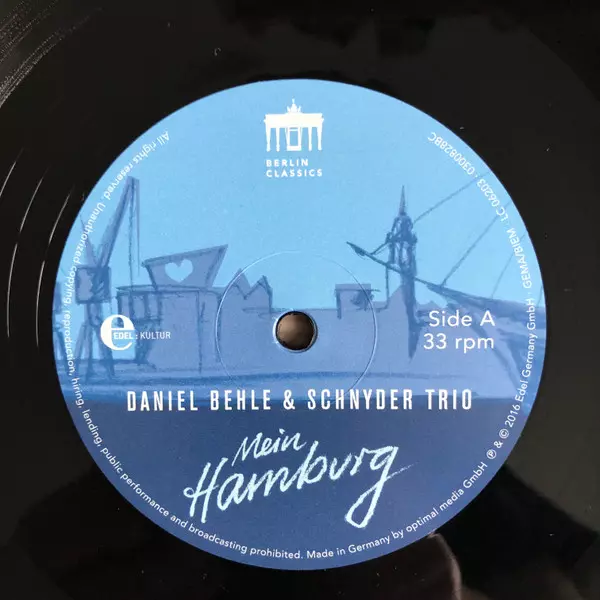 BERLIN
CLASSICS
Side A
33 rpm
e EDEL : KULTUR
DANIEL BEHLE & SCHNYDER TRIO
Mein
Hamburg
All rights reserved. Unauthorized copying, reproduction, hiring, lending, public performance and broadcasting prohibited. Made in Germany by optimal media GmbH ℗ & © 2016 Edel Germany GmbH · GEMA/BIEM · LC 06203 · 0300828BC